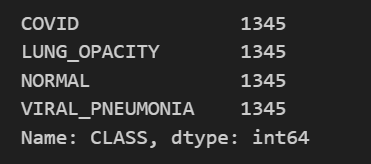 COVID 1345
LUNG_OPACITY 1345
NORMAL 1345
VIRAL_PNEUMONIA 1345
Name: CLASS, dtype: int64